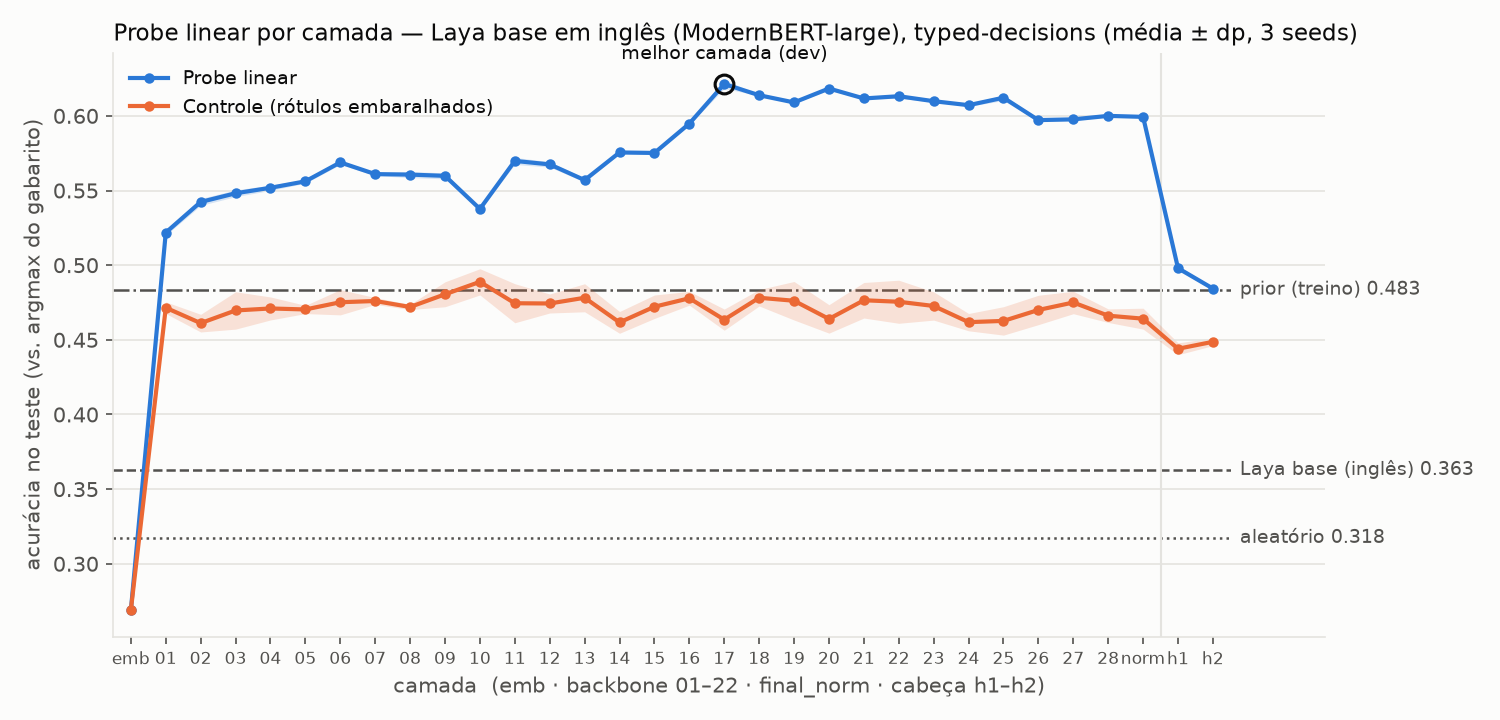 Probe linear por camada — Laya base em inglês (ModernBERT-large), typed-decisions (média ± dp, 3 seeds)
melhor camada (dev)
Probe linear
Controle (rótulos embaralhados)
acurácia no teste (vs. argmax do gabarito)
0.60
0.55
0.50
0.45
0.40
0.35
0.30
prior (treino) 0.483
Laya base (inglês) 0.363
aleatório 0.318
emb 01 02 03 04 05 06 07 08 09 10 11 12 13 14 15 16 17 18 19 20 21 22 23 24 25 26 27 28 norm h1 h2
camada (emb · backbone 01–22 · final_norm · cabeça h1–h2)